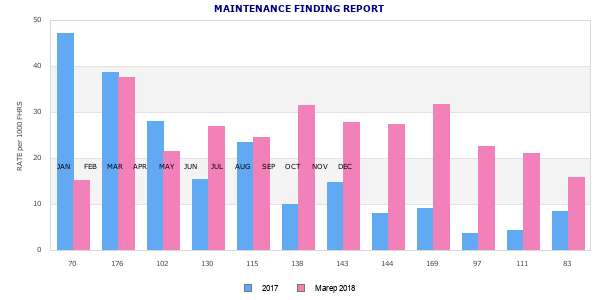 MAINTENANCE FINDING REPORT
50
40
30
20
10
0
RATE per 1000 FHRS
JAN FEB MAR APR MAY JUN JUL AUG SEP OCT NOV DEC
70 176 102 130 115 138 143 144 169 97 111 83
2017 Marep 2018